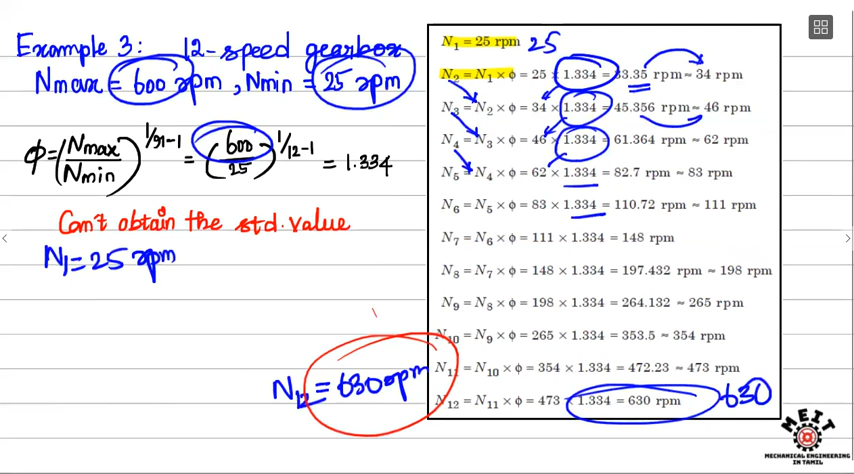 Example 3: 12-speed gearbox
Nmax = 600 rpm, Nmin = 25 rpm
ϕ = (Nmax/Nmin)^1/n-1 = (600/25)^1/12-1 = 1.334
Can't obtain the std. value
N1 = 25 rpm
N12 = 630 rpm
N1 = 25 rpm 25
N2 = N1 × ϕ = 25 × 1.334 = 33.35 rpm ≈ 34 rpm
N3 = N2 × ϕ = 34 × 1.334 = 45.356 rpm ≈ 46 rpm
N4 = N3 × ϕ = 46 × 1.334 = 61.364 rpm ≈ 62 rpm
N5 = N4 × ϕ = 62 × 1.334 = 82.7 rpm ≈ 83 rpm
N6 = N5 × ϕ = 83 × 1.334 = 110.72 rpm ≈ 111 rpm
N7 = N6 × ϕ = 111 × 1.334 = 148 rpm
N8 = N7 × ϕ = 148 × 1.334 = 197.432 rpm ≈ 198 rpm
N9 = N8 × ϕ = 198 × 1.334 = 264.132 ≈ 265 rpm
N10 = N9 × ϕ = 265 × 1.334 = 353.5 ≈ 354 rpm
N11 = N10 × ϕ = 354 × 1.334 = 472.23 ≈ 473 rpm
N12 = N11 × ϕ = 473 × 1.334 = 630 rpm 630
MEIT
MECHANICAL ENGINEERING
IN TAMIL